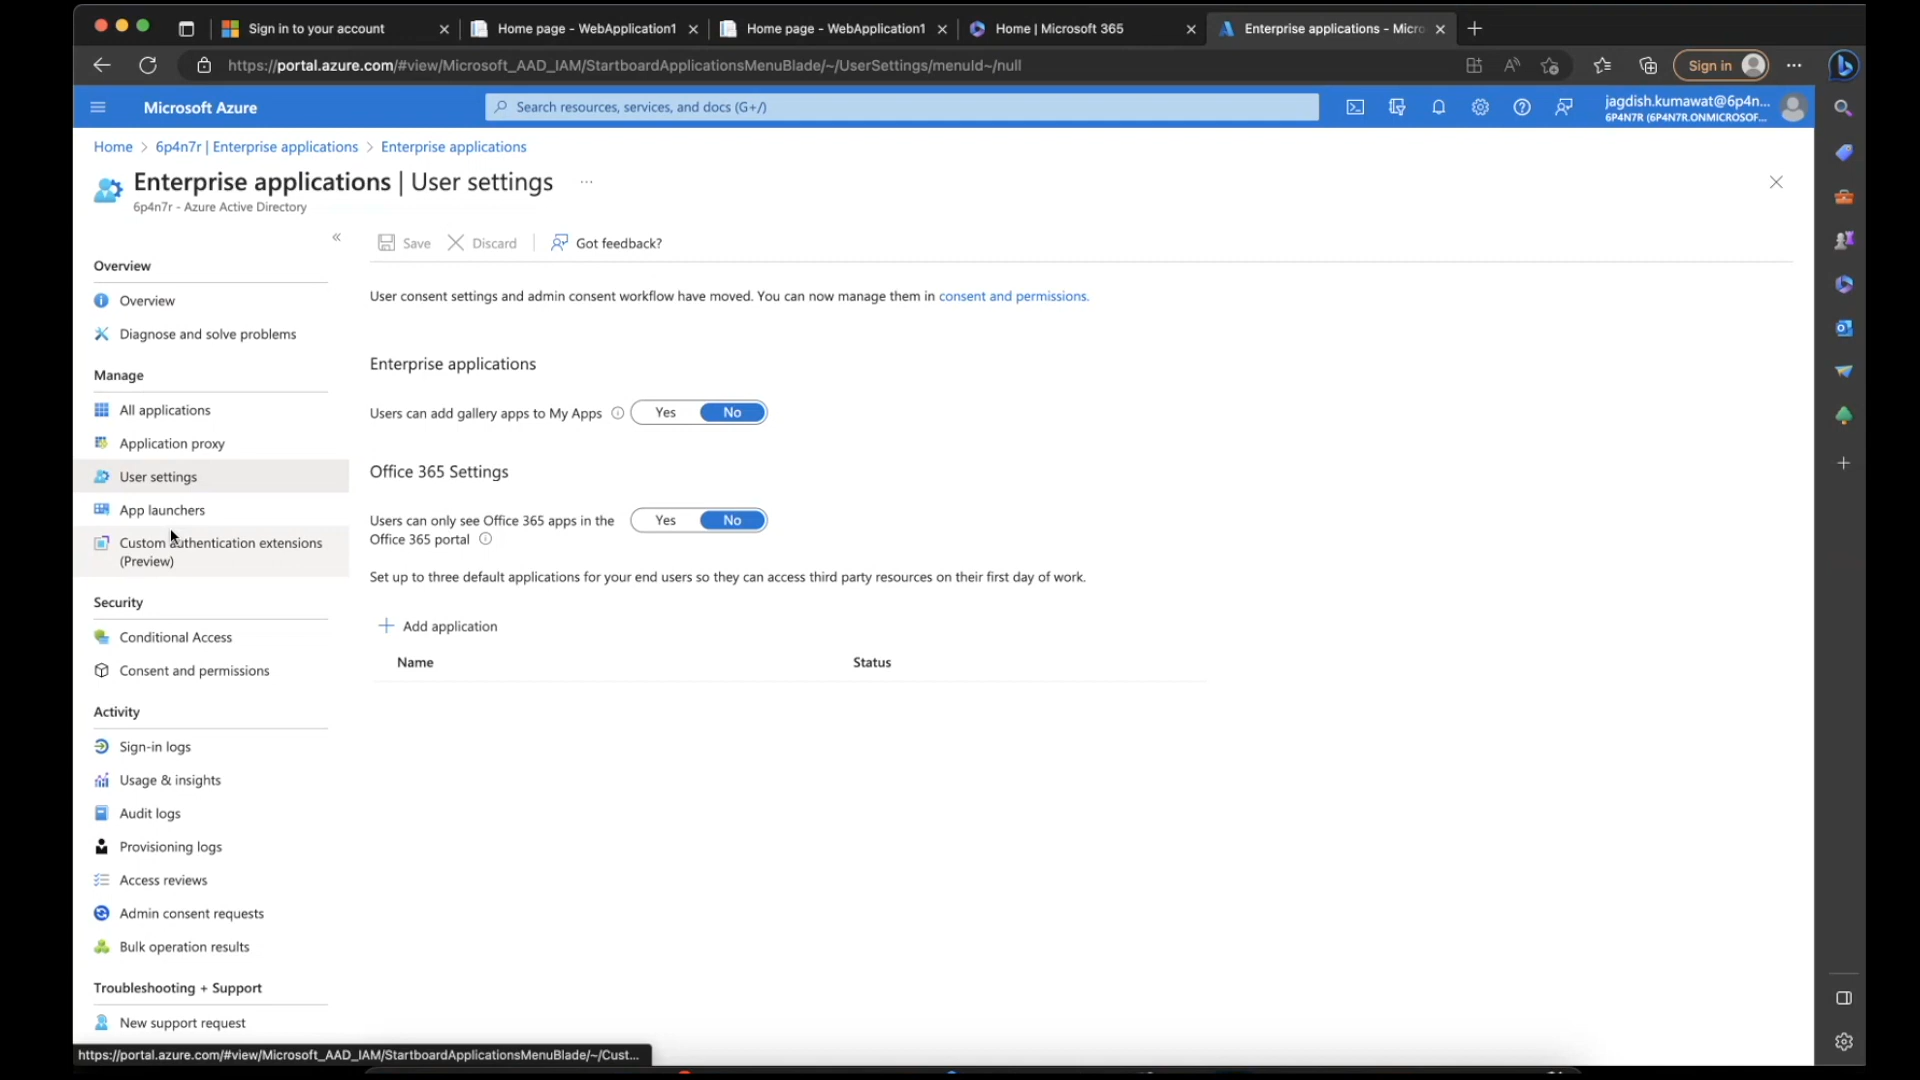 Sign in to your account
Home page - WebApplication1
Home page - WebApplication1
Home | Microsoft 365
Enterprise applications - Micro
https://portal.azure.com/#view/Microsoft_AAD_IAM/StartboardApplicationsMenuBlade/~/UserSettings/menuId~/null
Sign in
Microsoft Azure
Search resources, services, and docs (G+/)
jagdish.kumawat@6p4n...
6P4N7R (6P4N7R.ONMICROSOF...
Home > 6p4n7r | Enterprise applications > Enterprise applications
Enterprise applications | User settings ...
6p4n7r - Azure Active Directory
Save
Discard
Got feedback?
Overview
Overview
Diagnose and solve problems
Manage
All applications
Application proxy
User settings
App launchers
Custom authentication extensions
(Preview)
Security
Conditional Access
Consent and permissions
Activity
Sign-in logs
Usage & insights
Audit logs
Provisioning logs
Access reviews
Admin consent requests
Bulk operation results
Troubleshooting + Support
New support request
User consent settings and admin consent workflow have moved. You can now manage them in consent and permissions.
Enterprise applications
Users can add gallery apps to My Apps
Yes No
Office 365 Settings
Users can only see Office 365 apps in the
Office 365 portal
Yes No
Set up to three default applications for your end users so they can access third party resources on their first day of work.
Add application
Name Status
https://portal.azure.com/#view/Microsoft_AAD_IAM/StartboardApplicationsMenuBlade/~/Cust...